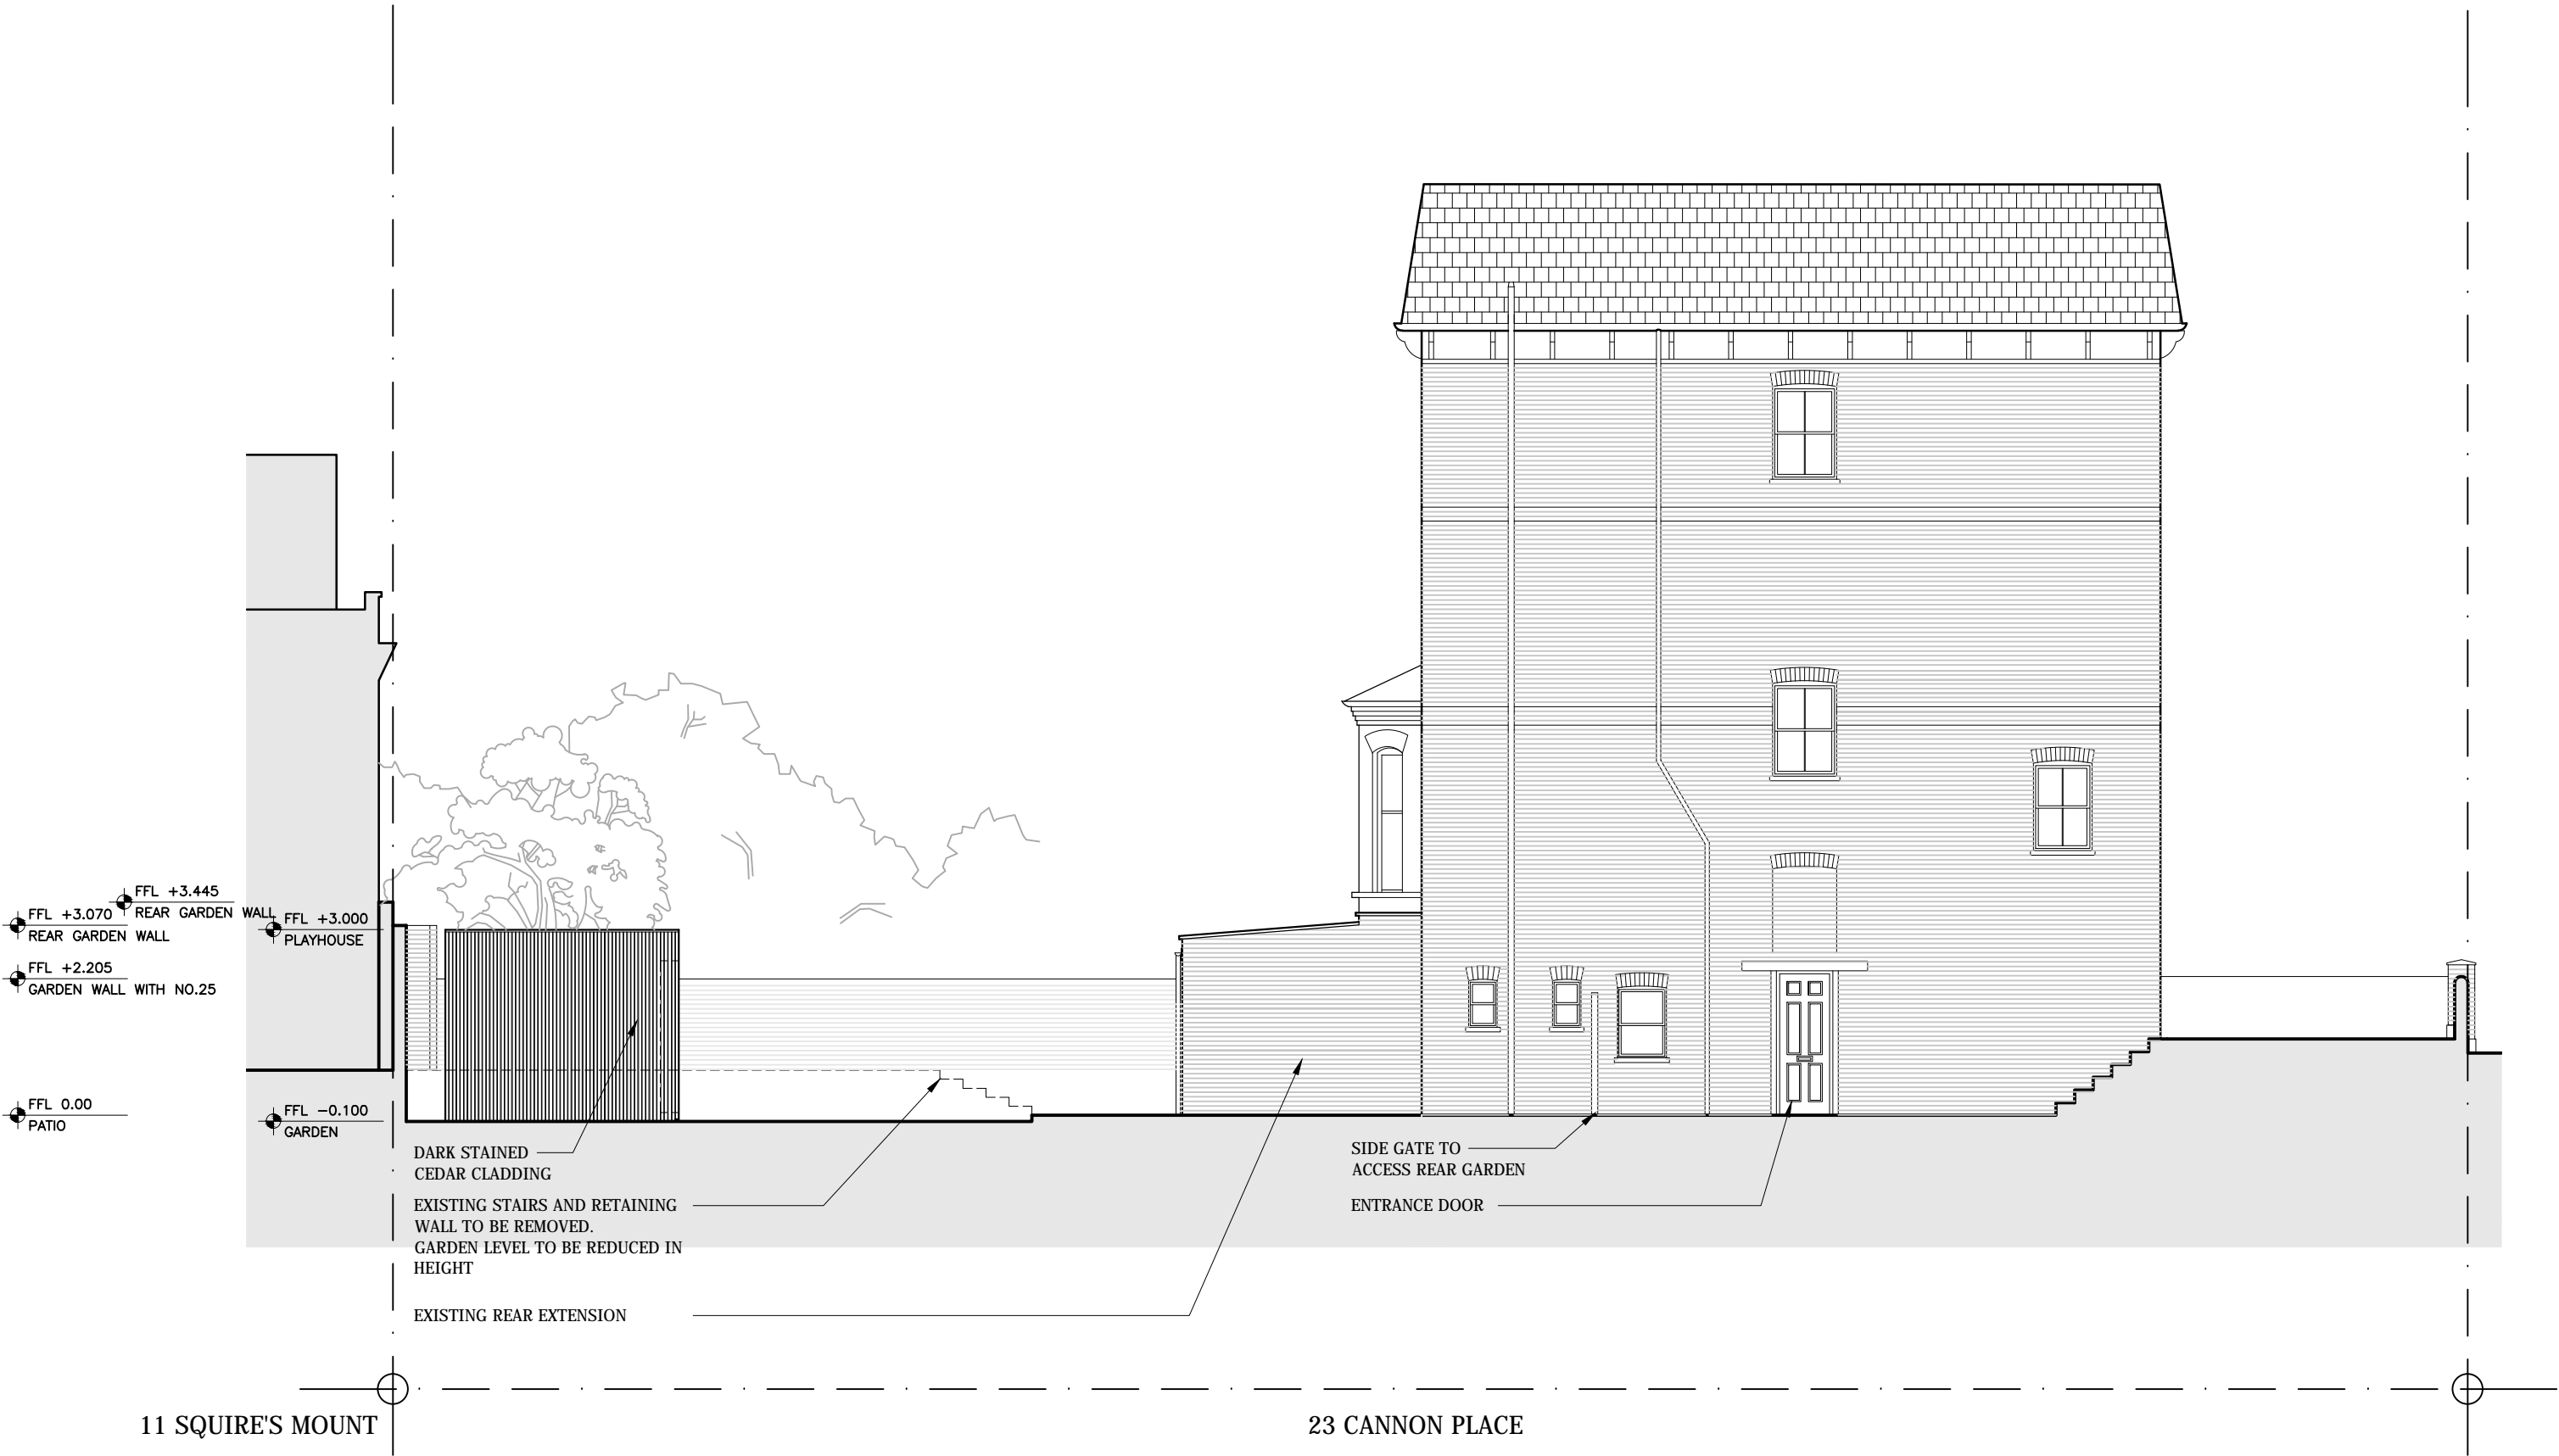 FFL +3.445
REAR GARDEN WALL
FFL +3.070
REAR GARDEN WALL
FFL +3.000
PLAYHOUSE
FFL +2.205
GARDEN WALL WITH NO.25
FFL 0.00
PATIO
FFL -0.100
GARDEN
DARK STAINED
CEDAR CLADDING
EXISTING STAIRS AND RETAINING
WALL TO BE REMOVED.
GARDEN LEVEL TO BE REDUCED IN
HEIGHT
EXISTING REAR EXTENSION
SIDE GATE TO
ACCESS REAR GARDEN
ENTRANCE DOOR
11 SQUIRE'S MOUNT
23 CANNON PLACE